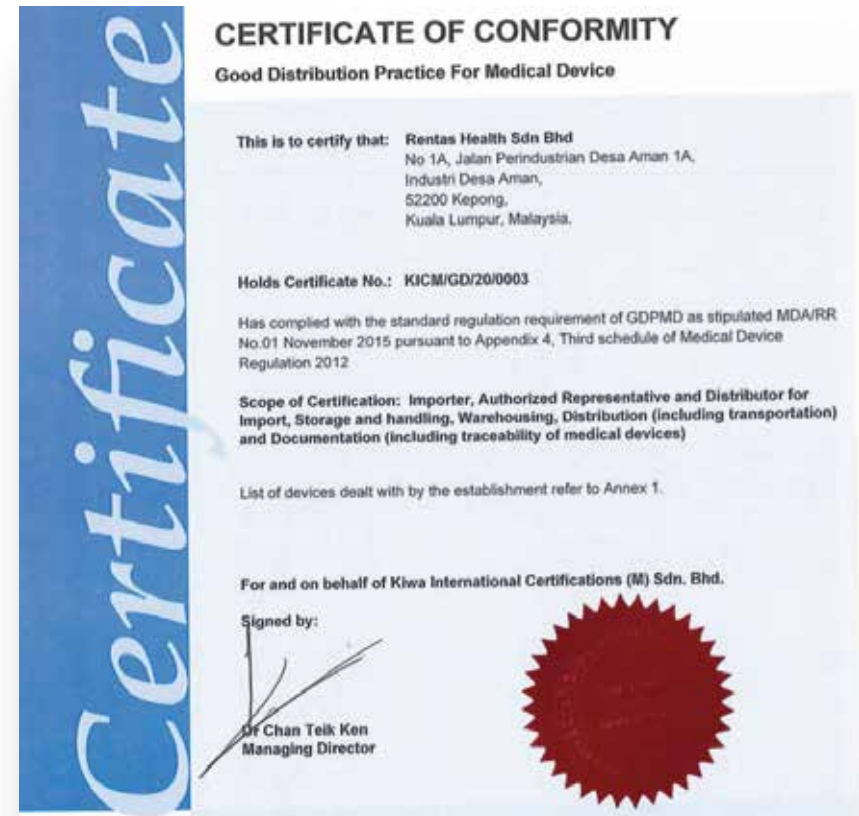 Certificate
CERTIFICATE OF CONFORMITY
Good Distribution Practice For Medical Device
This is to certify that: Rentas Health Sdn Bhd
No 1A, Jalan Perindustrian Desa Aman 1A,
Industri Desa Aman,
52200 Kepong,
Kuala Lumpur, Malaysia.
Holds Certificate No.: KICM/GD/20/0003
Has complied with the standard regulation requirement of GDPMD as stipulated MDA/RR
No.01 November 2015 pursuant to Appendix 4, Third schedule of Medical Device
Regulation 2012
Scope of Certification: Importer, Authorized Representative and Distributor for
Import, Storage and handling, Warehousing, Distribution (including transportation)
and Documentation (including traceability of medical devices)
List of devices dealt with by the establishment refer to Annex 1.
For and on behalf of Kiwa International Certifications (M) Sdn. Bhd.
Signed by:
Dr Chan Teik Ken
Managing Director